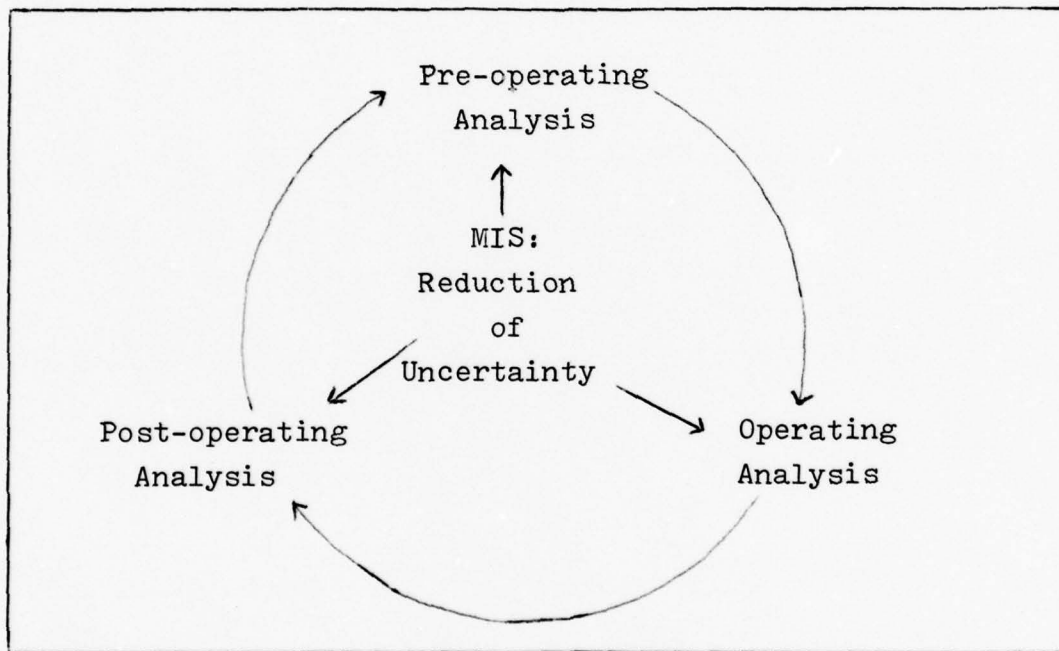 Pre-operating
Analysis
MIS:
Reduction
of
Uncertainty
Post-operating
Analysis
Operating
Analysis